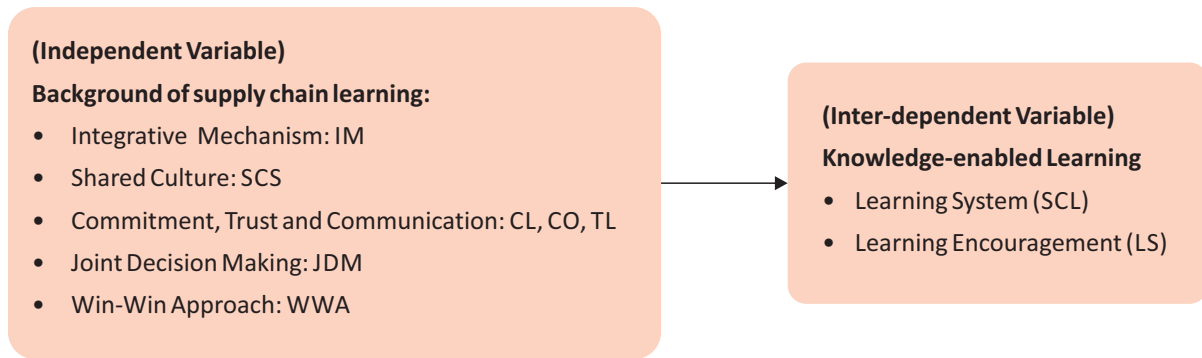 (Independent Variable)
Background of supply chain learning:
• Integrative Mechanism: IM
• Shared Culture: SCS
• Commitment, Trust and Communication: CL, CO, TL
• Joint Decision Making: JDM
• Win-Win Approach: WWA
(Inter-dependent Variable)
Knowledge-enabled Learning
• Learning System (SCL)
• Learning Encouragement (LS)